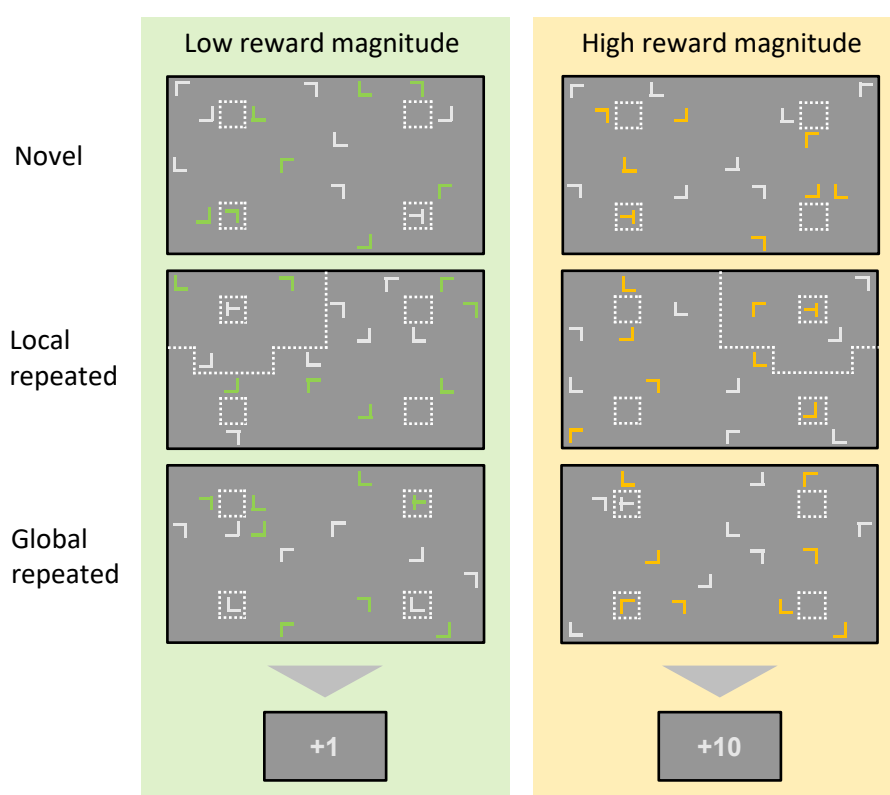 Low reward magnitude
High reward magnitude
Novel
Local
repeated
Global
repeated
+1
+10